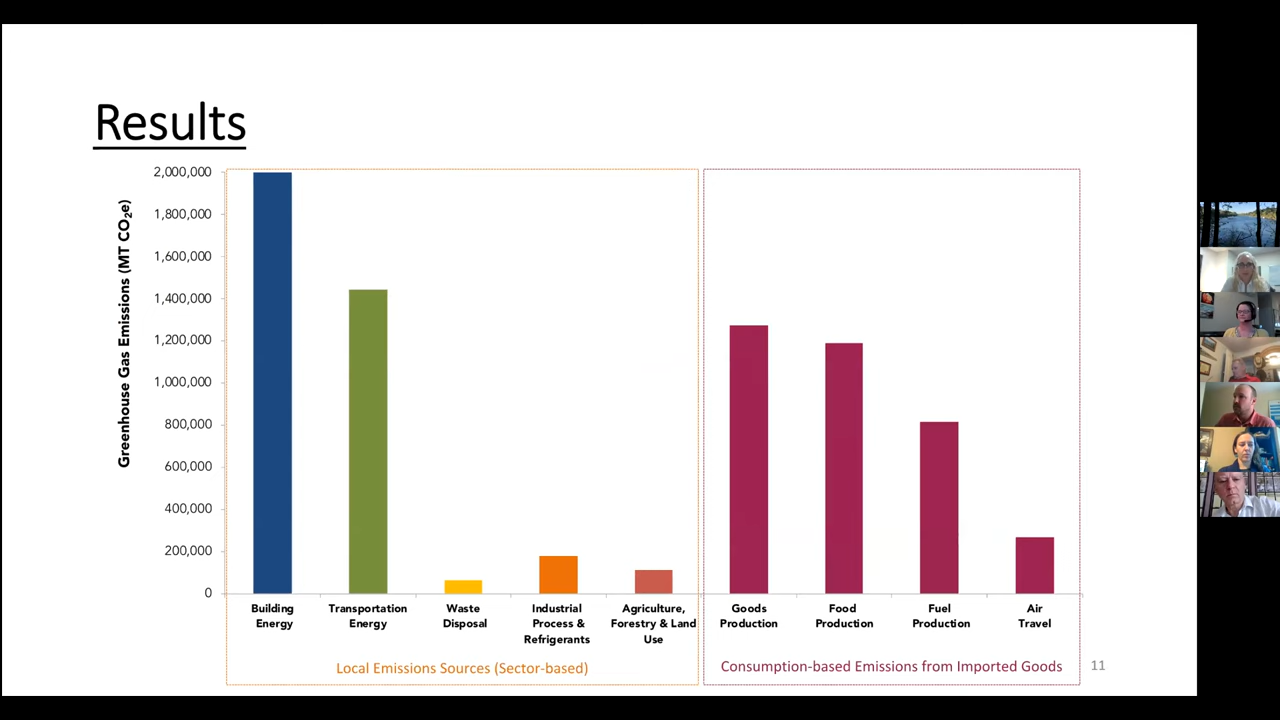 Results
Greenhouse Gas Emissions (MT CO₂e)
2,000,000
1,800,000
1,600,000
1,400,000
1,200,000
1,000,000
800,000
600,000
400,000
200,000
0
Building
Energy
Transportation
Energy
Waste
Disposal
Industrial
Process &
Refrigerants
Agriculture,
Forestry & Land
Use
Goods
Production
Food
Production
Fuel
Production
Air
Travel
Local Emissions Sources (Sector-based)
Consumption-based Emissions from Imported Goods
11